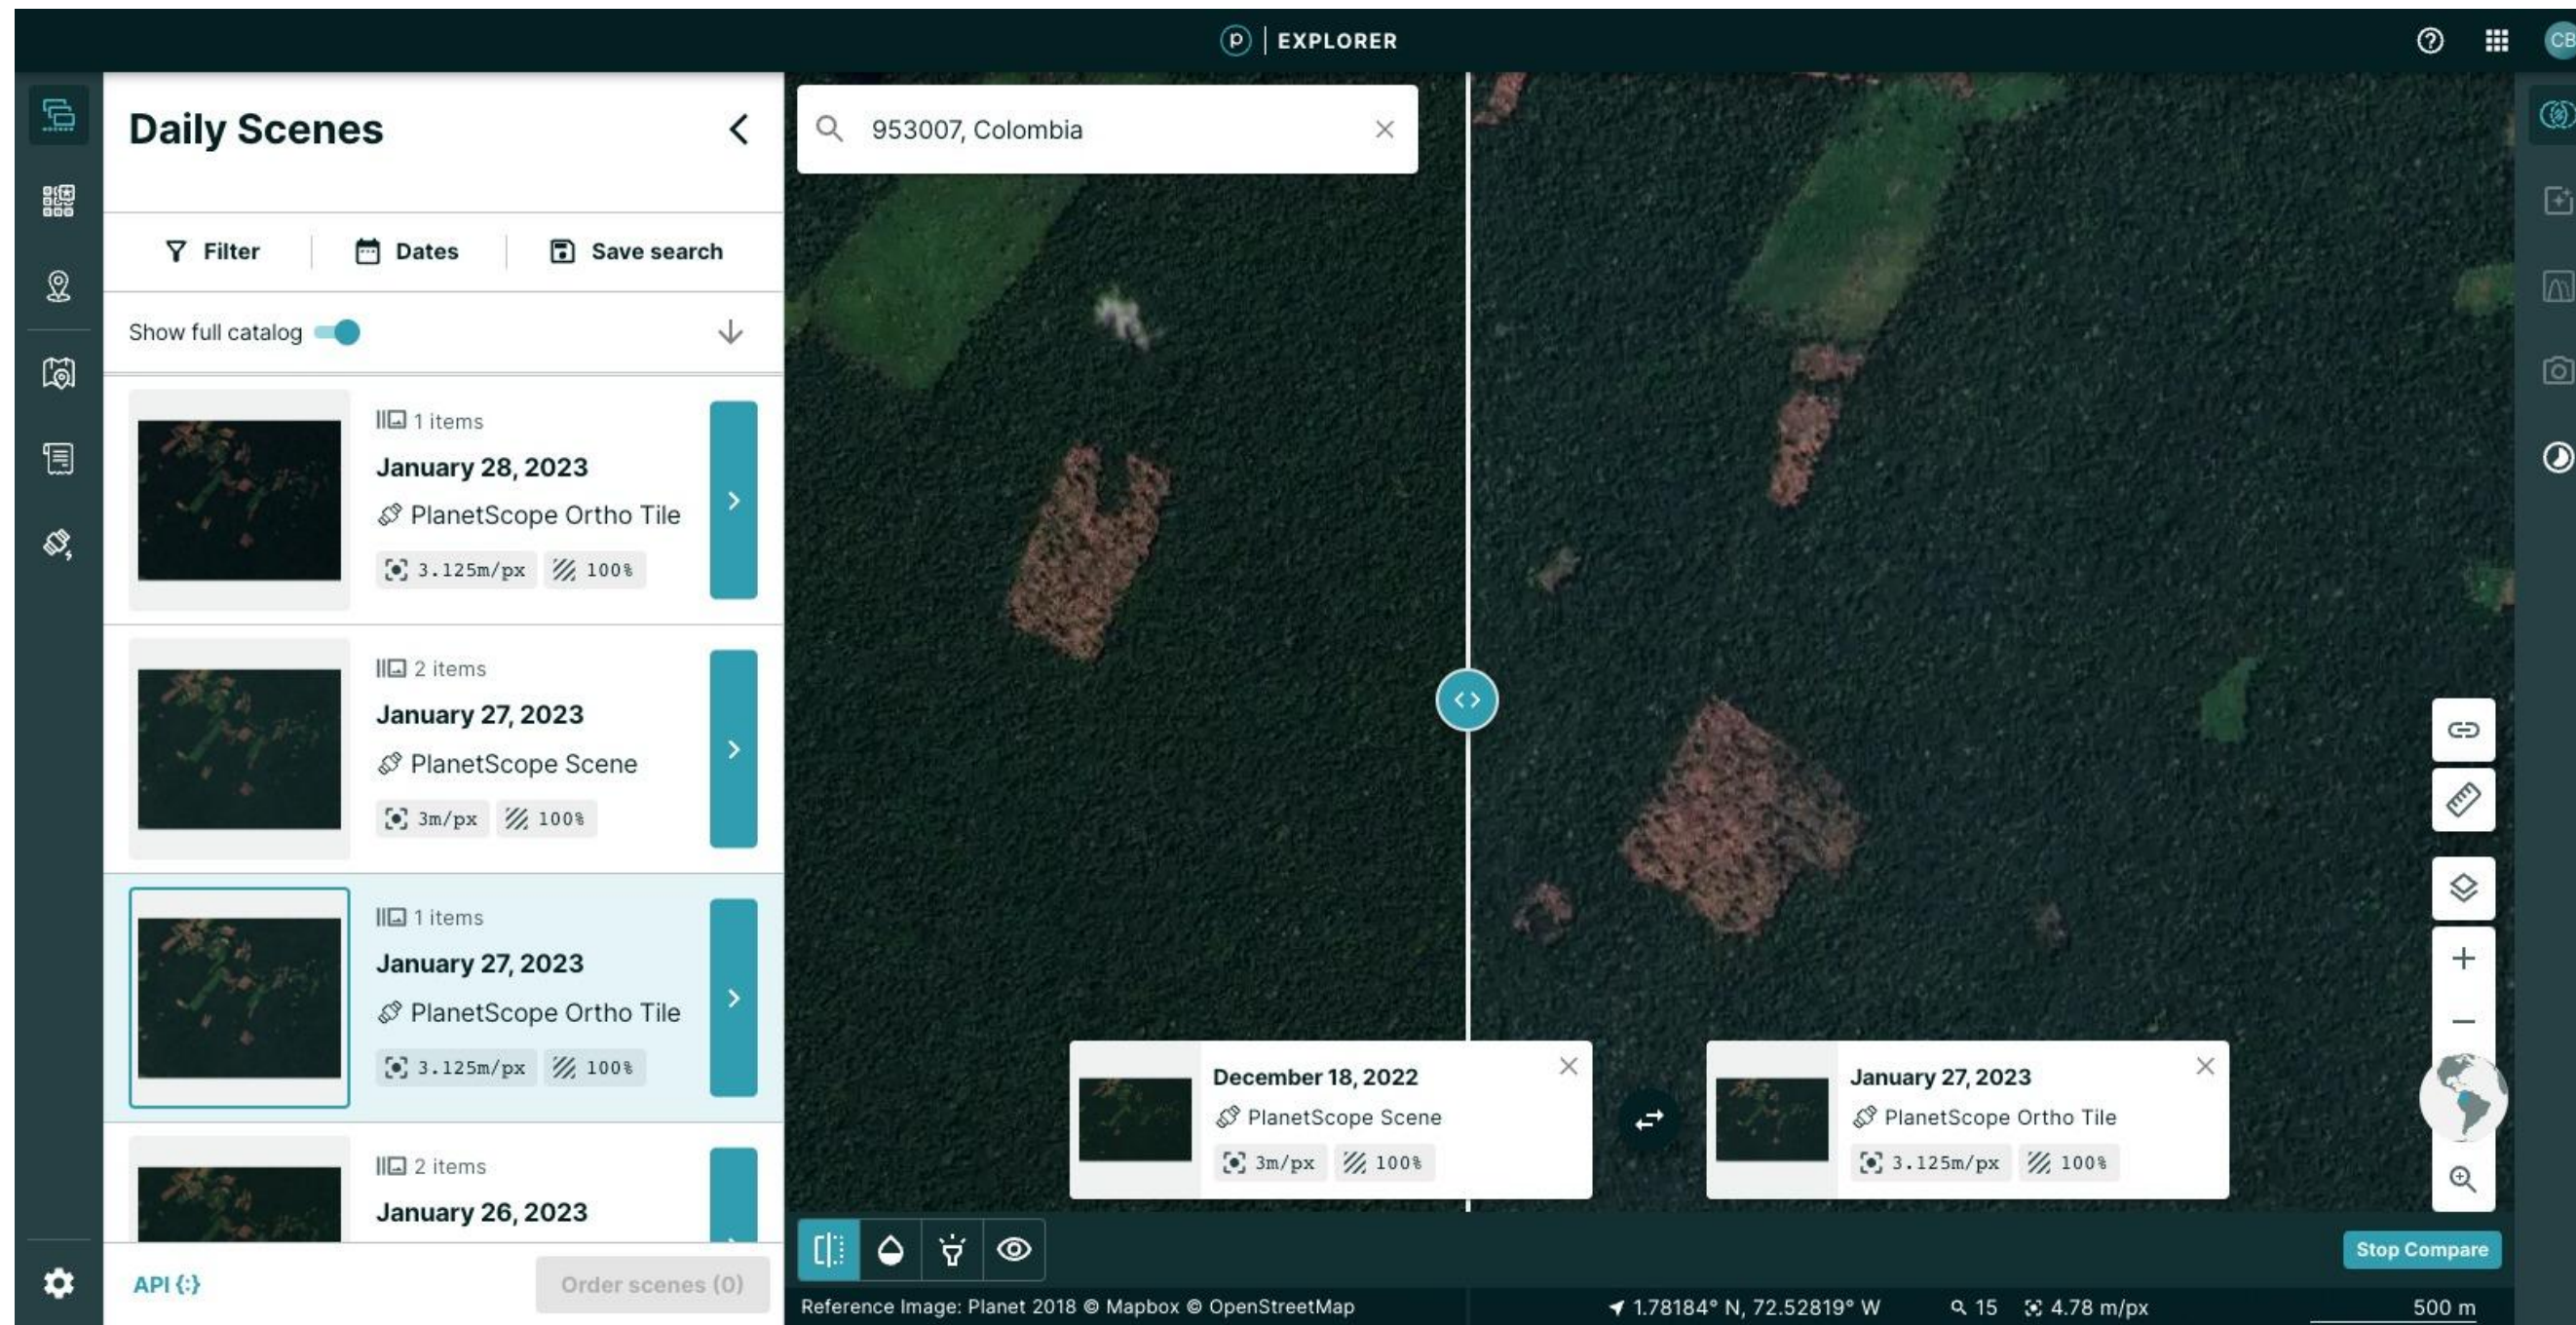 p | EXPLORER
CB
Daily Scenes
953007, Colombia
Filter
Dates
Save search
Show full catalog
1 items
January 28, 2023
PlanetScope Ortho Tile
3.125m/px
100%
2 items
January 27, 2023
PlanetScope Scene
3m/px
100%
1 items
January 27, 2023
PlanetScope Ortho Tile
3.125m/px
100%
2 items
January 26, 2023
API {:}
Order scenes (0)
December 18, 2022
PlanetScope Scene
3m/px
100%
January 27, 2023
PlanetScope Ortho Tile
3.125m/px
100%
Stop Compare
Reference Image: Planet 2018 © Mapbox © OpenStreetMap
1.78184° N, 72.52819° W
15
4.78 m/px
500 m